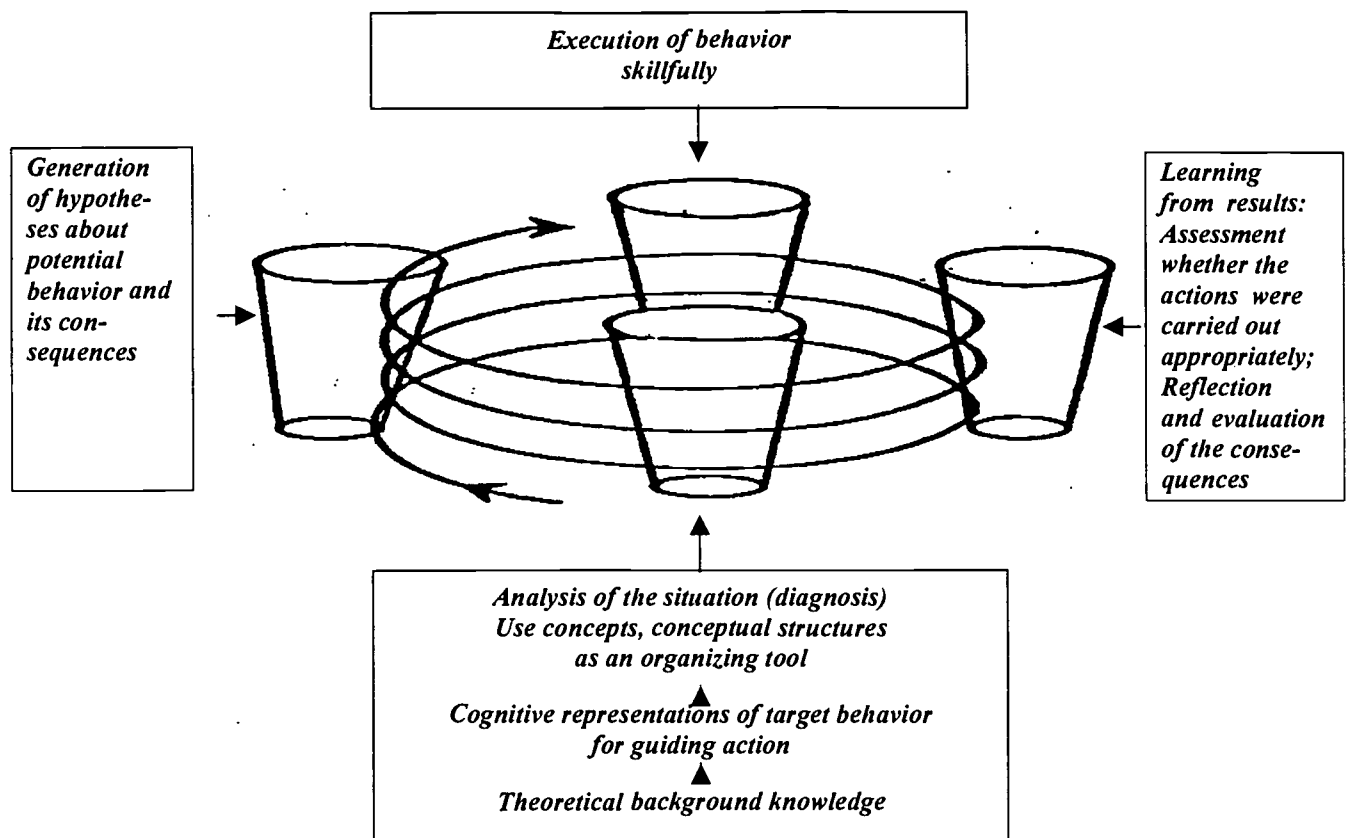 Execution of behavior
skillfully
Generation
of hypothe-
ses about
potential
behavior and
its con-
sequences
Learning
from results:
Assessment
whether the
actions were
carried out
appropriately;
Reflection
and evaluation
of the conse-
quences
Analysis of the situation (diagnosis)
Use concepts, conceptual structures
as an organizing tool
Cognitive representations of target behavior
for guiding action
Theoretical background knowledge